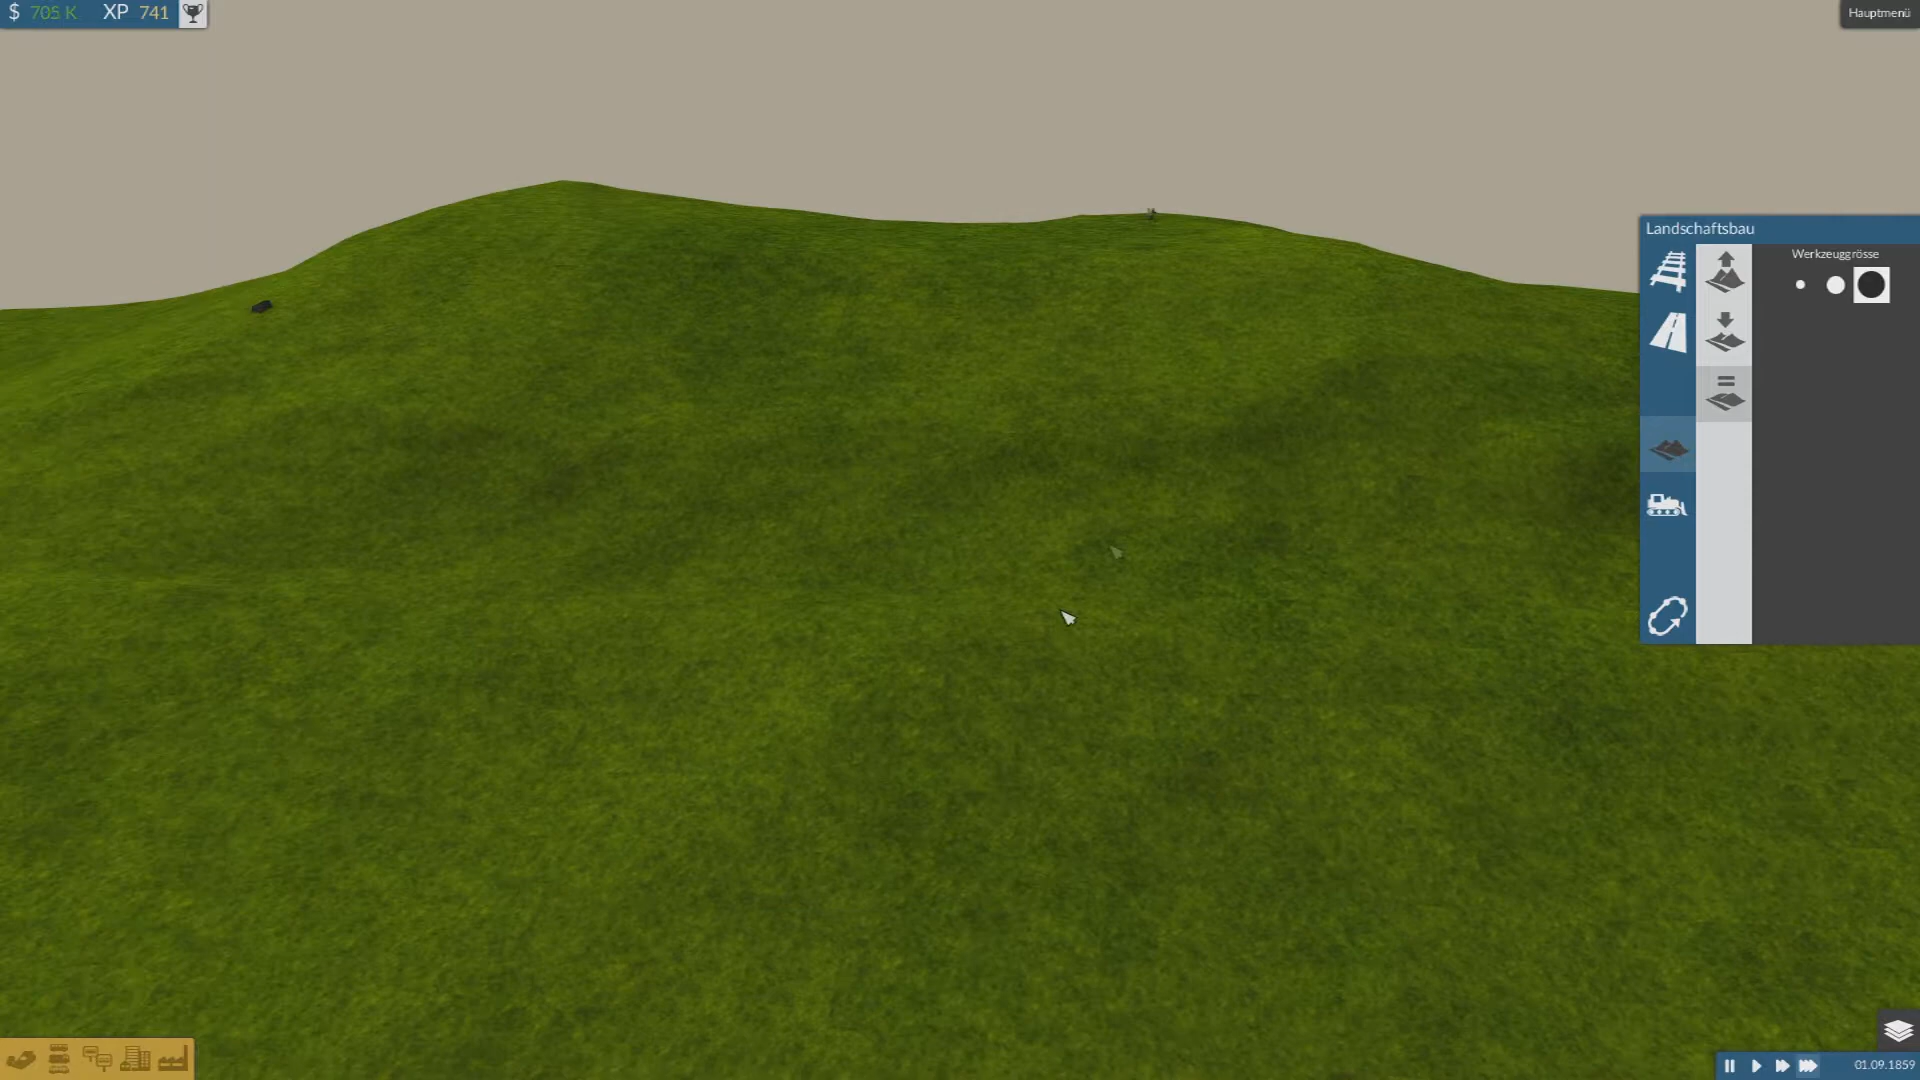 $ 705 K XP 741
Hauptmenü
Landschaftsbau
Werkzeuggrösse
01.09.1859